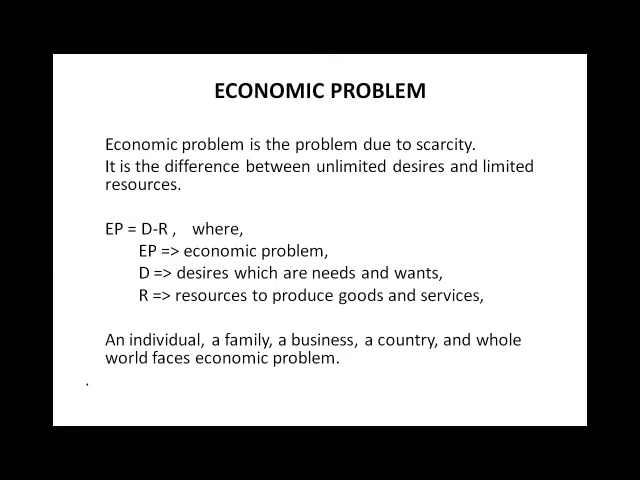 ECONOMIC PROBLEM
Economic problem is the problem due to scarcity.
It is the difference between unlimited desires and limited
resources.
EP = D-R ,   where,
EP => economic problem,
D => desires which are needs and wants,
R => resources to produce goods and services,
An individual, a family, a business, a country, and whole
world faces economic problem.
.